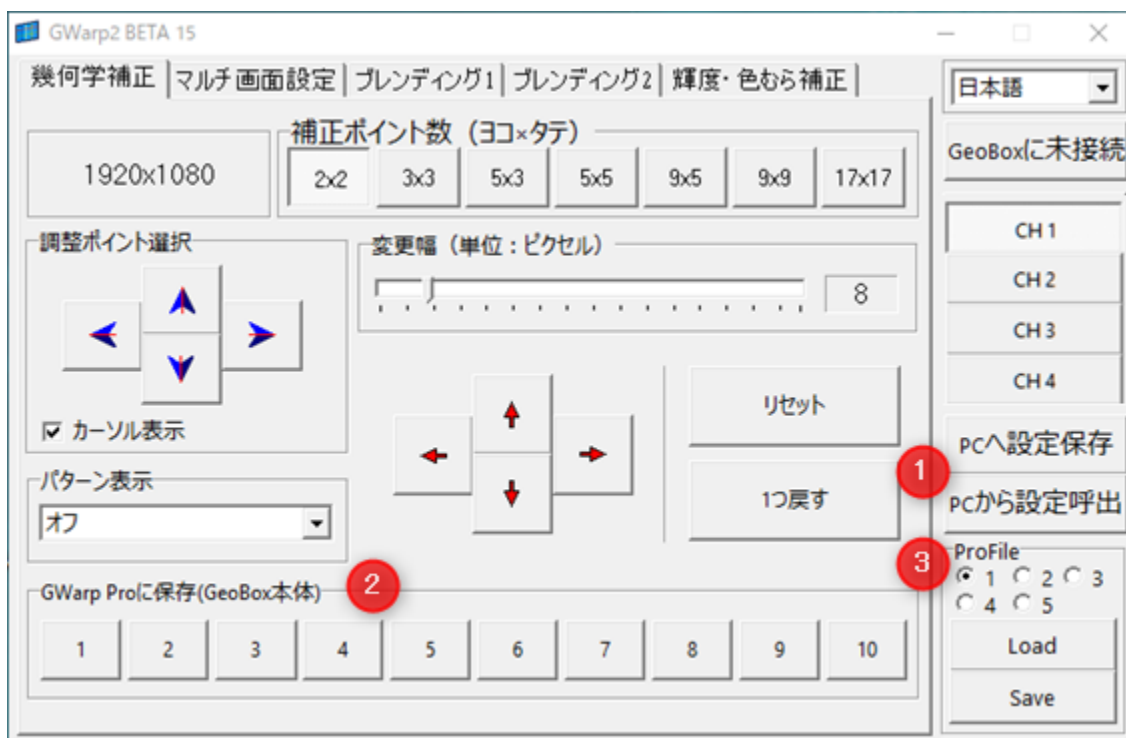 GWarp2 BETA 15
幾何学補正 マルチ画面設定 ブレンディング1 ブレンディング2 輝度・色むら補正
1920x1080
補正ポイント数（ヨコ×タテ）
2x2 3x3 5x3 5x5 9x5 9x9 17x17
調整ポイント選択
カーソル表示
変更幅（単位：ピクセル）
8
リセット
1つ戻す
パターン表示
オフ
GWarp Proに保存(GeoBox本体)
2
1 2 3 4 5 6 7 8 9 10
日本語
GeoBoxに未接続
CH 1
CH 2
CH 3
CH 4
PCへ設定保存
1
PCから設定呼出
3
ProFile
1 2 3
4 5
Load
Save